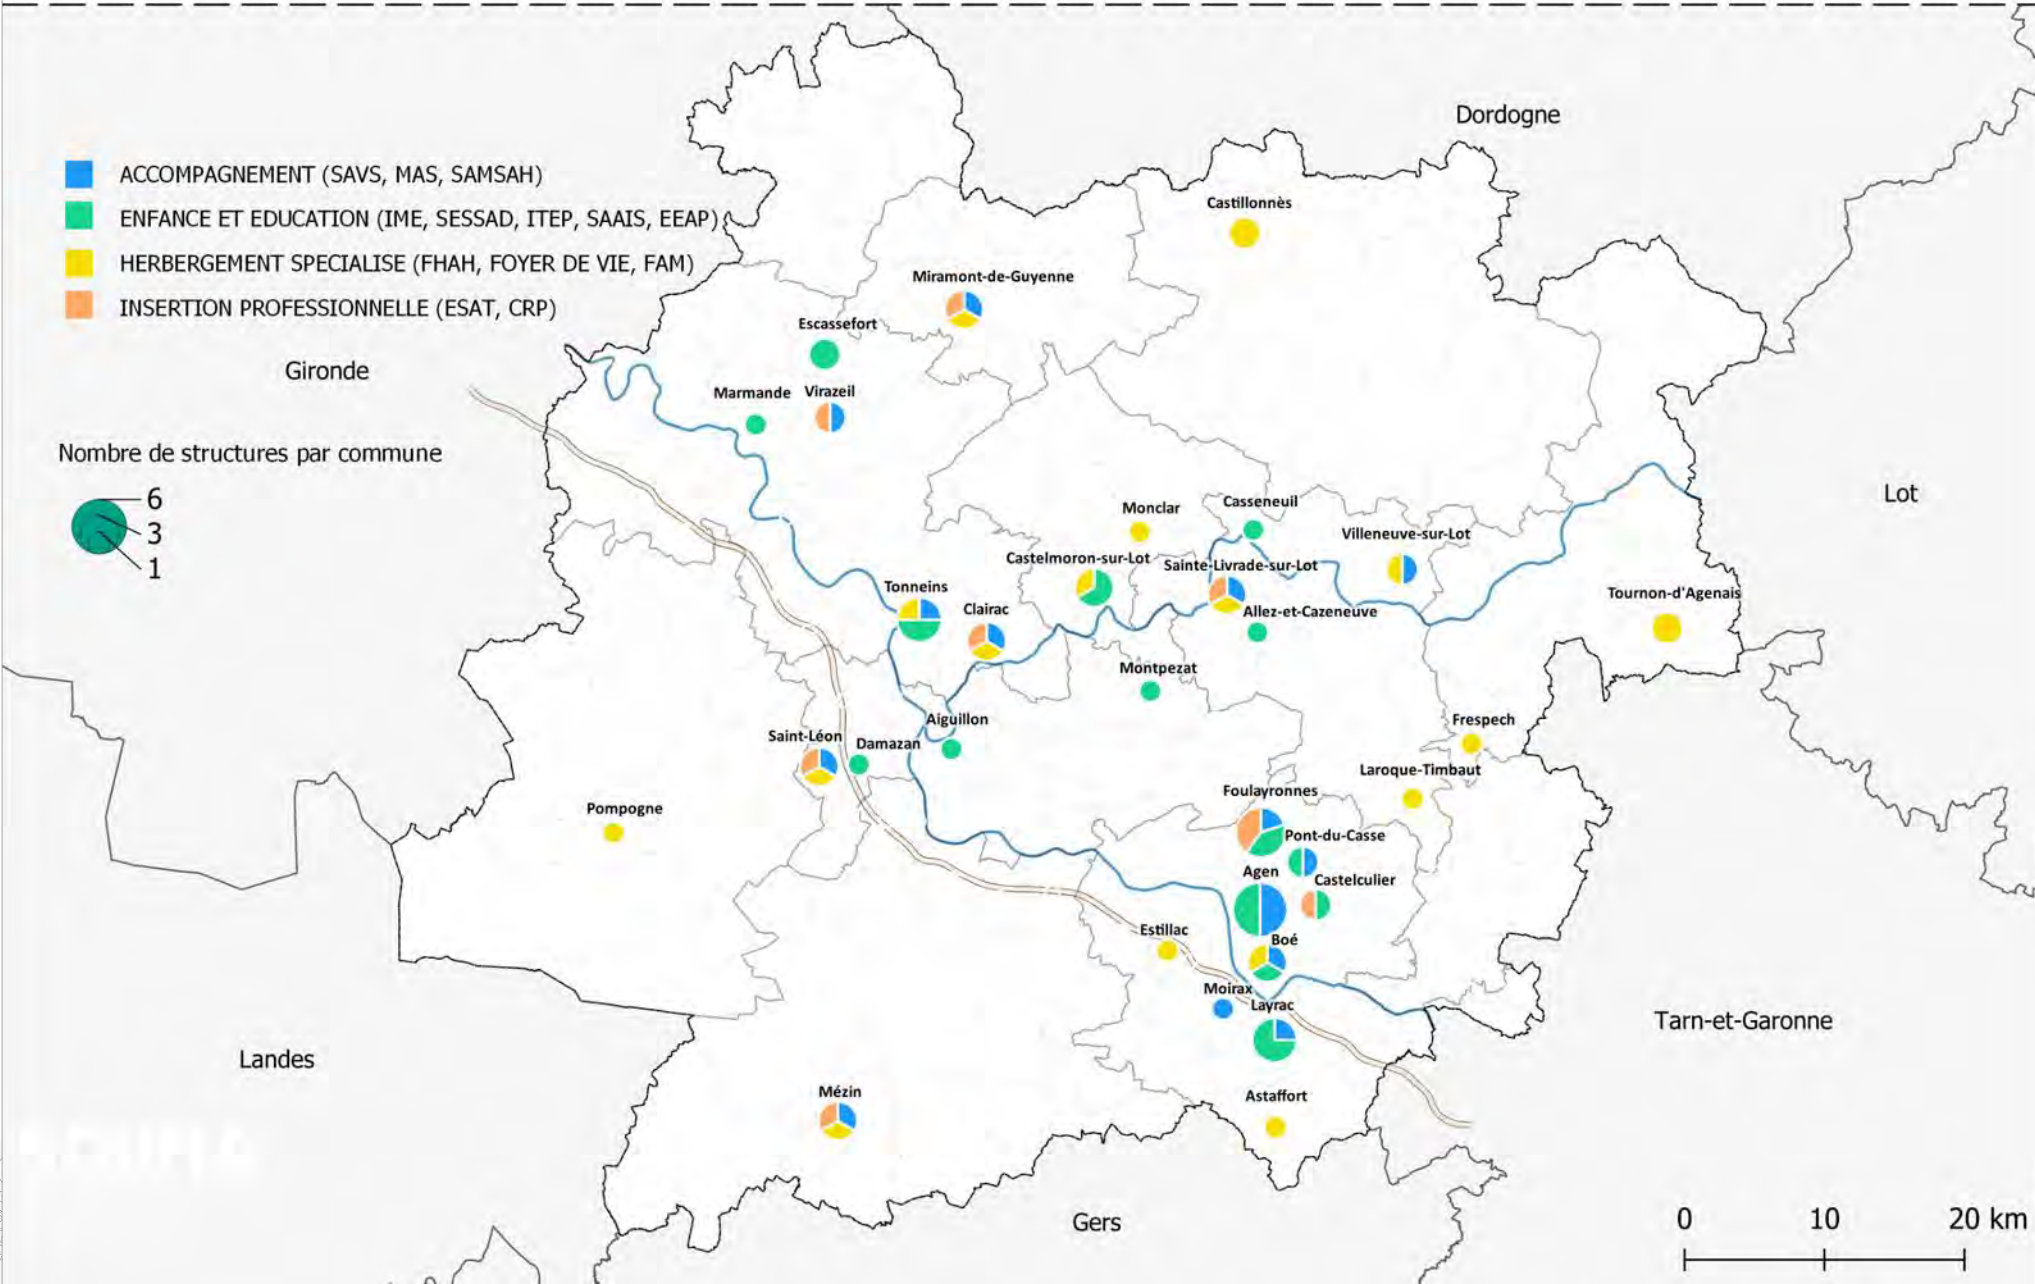 Dordogne
ACCOMPAGNEMENT (SAVS, MAS, SAMSAH)
ENFANCE ET EDUCATION (IME, SESSAD, ITEP, SAAIS, EEAP)
HERBERGEMENT SPECIALISE (FHAH, FOYER DE VIE, FAM)
INSERTION PROFESSIONNELLE (ESAT, CRP)
Castillonnès
Miramont-de-Guyenne
Escassefort
Gironde
Marmande
Virazeil
Nombre de structures par commune
6
3
1
Lot
Monclar
Casseneuil
Villeneuve-sur-Lot
Castelmoron-sur-Lot
Sainte-Livrade-sur-Lot
Tonneins
Clairac
Allez-et-Cazeneuve
Tournon-d'Agenais
Montpezat
Aiguillon
Frespech
Saint-Léon
Damazan
Laroque-Timbaut
Foulayronnes
Pompogne
Pont-du-Casse
Agen
Castelculier
Estillac
Boé
Moirax
Layrac
Tarn-et-Garonne
Landes
Mézin
Astaffort
Gers
0 10 20 km